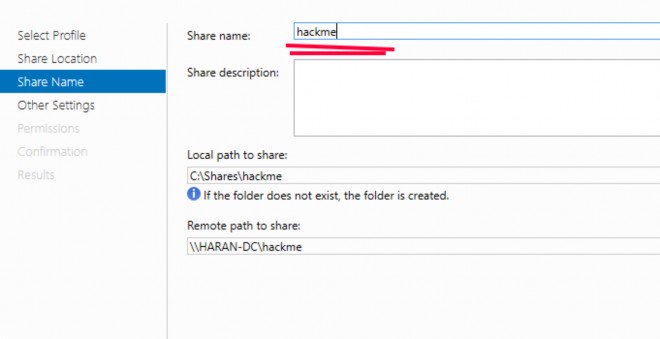 Select Profile
Share Location
Share Name
Other Settings
Permissions
Confirmation
Results
Share name: hackme
Share description:
Local path to share:
C:\Shares\hackme
If the folder does not exist, the folder is created.
Remote path to share:
\\HARAN-DC\hackme